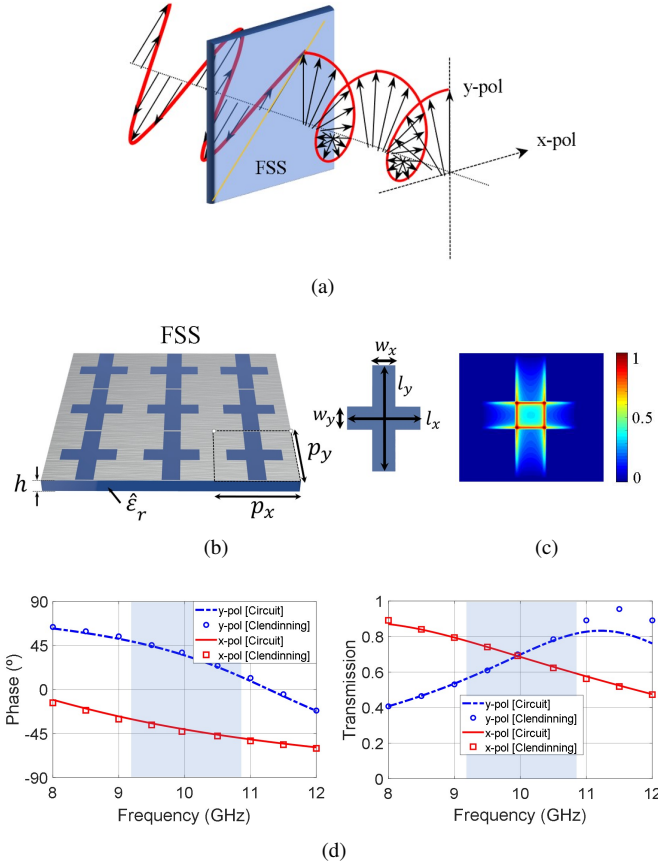 y-pol
x-pol
FSS
(a)
FSS
h
ε̂r
px
py
wx
ly
wy
lx
1
0.5
0
(b)
(c)
90
45
0
-45
-90
Phase (º)
8
9
10
11
12
Frequency (GHz)
y-pol [Circuit]
y-pol [Clendinning]
x-pol [Circuit]
x-pol [Clendinning]
1
0.8
0.6
0.4
0.2
0
Transmission
8
9
10
11
12
Frequency (GHz)
y-pol [Circuit]
y-pol [Clendinning]
x-pol [Circuit]
x-pol [Clendinning]
(d)